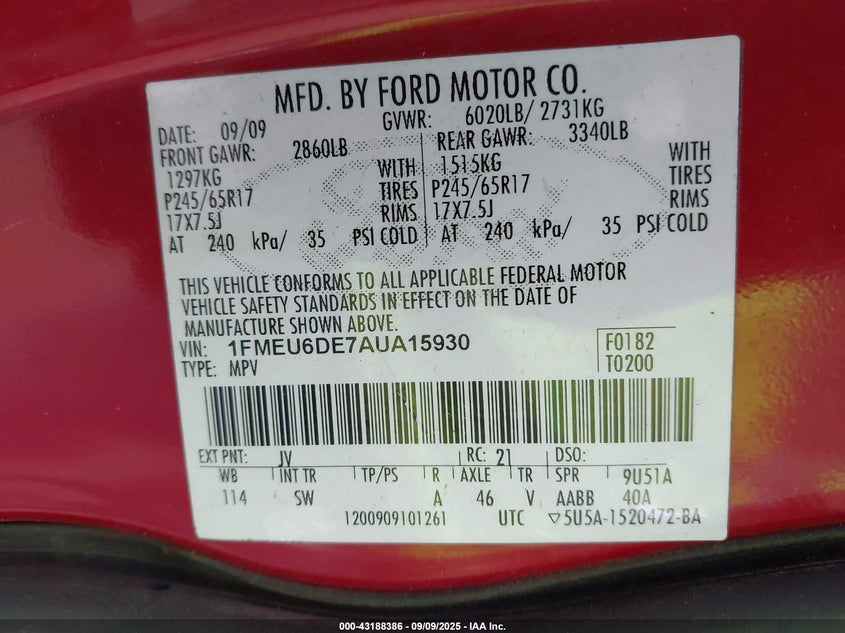 MFD. BY FORD MOTOR CO.
DATE: 09/09 GVWR: 6020LB/ 2731KG
FRONT GAWR: 2860LB REAR GAWR: 3340LB
1297KG WITH 1515KG WITH
P245/65R17 TIRES P245/65R17 TIRES
17X7.5J RIMS 17X7.5J RIMS
AT 240 kPa/ 35 PSI COLD AT 240 kPa/ 35 PSI COLD
THIS VEHICLE CONFORMS TO ALL APPLICABLE FEDERAL MOTOR
VEHICLE SAFETY STANDARDS IN EFFECT ON THE DATE OF
MANUFACTURE SHOWN ABOVE.
VIN: 1FMEU6DE7AUA15930 F0182
TYPE: MPV T0200
EXT PNT: JV RC: 21 DSO:
WB INT TR TP/PS R AXLE TR SPR 9U51A
114 SW A 46 V AABB 40A
1200909101261 UTC ▽5U5A-1520472-BA
000-43188386 - 09/09/2025 - IAA Inc.